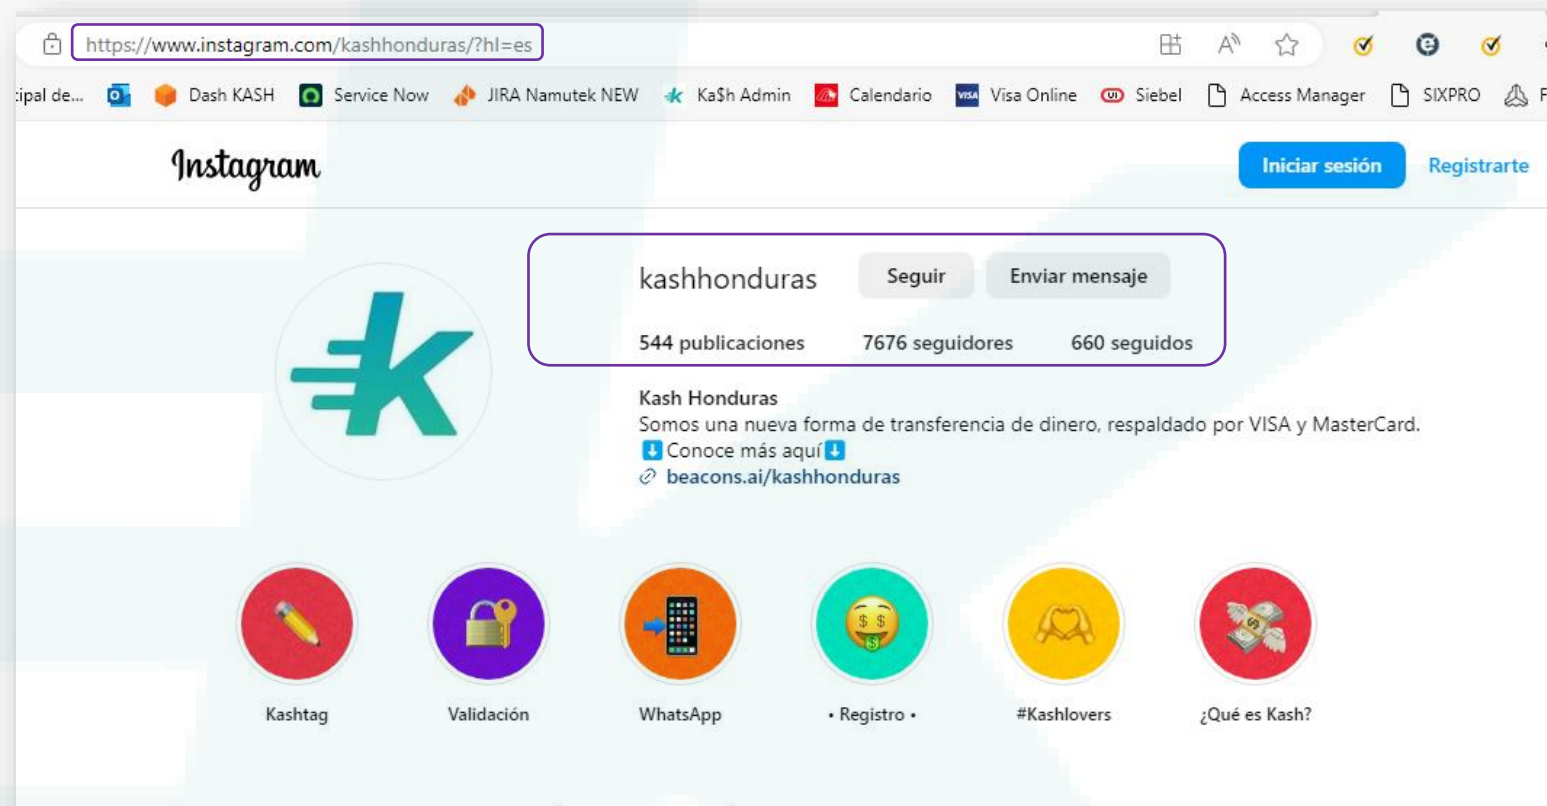 https://www.instagram.com/kashhonduras/?hl=es
cipal de... Dash KASH Service Now JIRA Namutek NEW Ka$h Admin Calendario VISA Visa Online UI Siebel Access Manager SIXPRO F
Instagram Iniciar sesión Registrarte
kashhonduras Seguir Enviar mensaje
544 publicaciones 7676 seguidores 660 seguidos
Kash Honduras
Somos una nueva forma de transferencia de dinero, respaldado por VISA y MasterCard.
⬇️Conoce más aquí⬇️
beacons.ai/kashhonduras
Kashtag Validación WhatsApp • Registro • #Kashlovers ¿Qué es Kash?